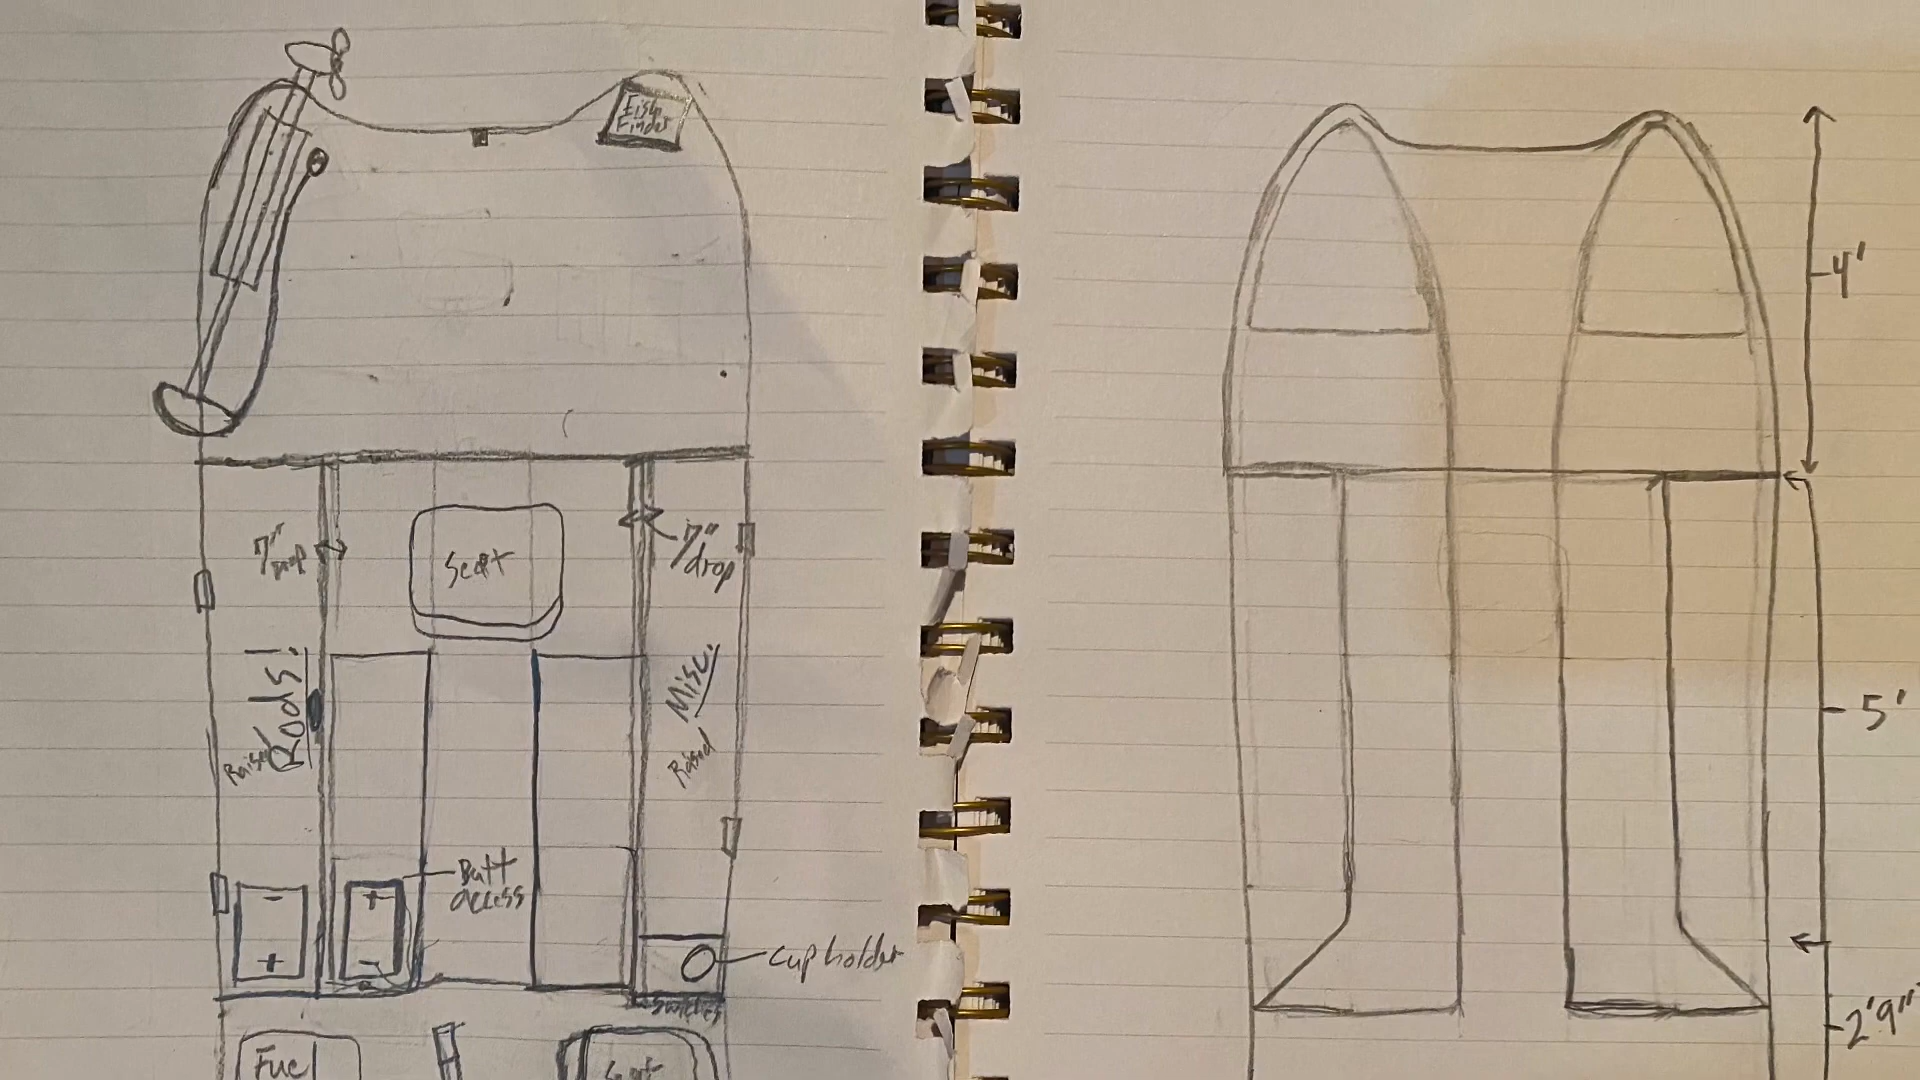 Fish
Finder
4'
7"
Drop
Seat
7"
drop
Rods!
Raised
Misc.
Raised
5'
Batt
access
-
+
+
-
cup holder
Switches
2'9"
Fuel
Seat